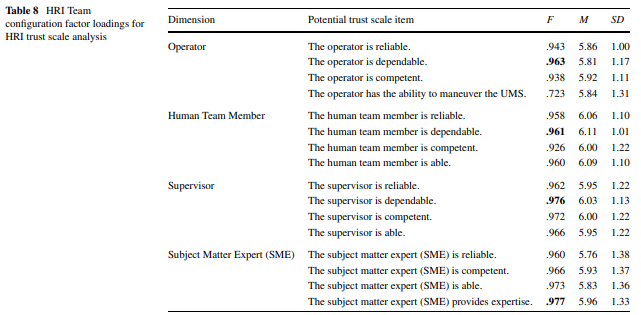 Table 8 HRI Team
configuration factor loadings for
HRI trust scale analysis
Dimension Potential trust scale item F M SD
Operator The operator is reliable. .943 5.86 1.00
The operator is dependable. .963 5.81 1.17
The operator is competent. .938 5.92 1.11
The operator has the ability to maneuver the UMS. .723 5.84 1.31
Human Team Member The human team member is reliable. .958 6.06 1.10
The human team member is dependable. .961 6.11 1.01
The human team member is competent. .926 6.00 1.22
The human team member is able. .960 6.09 1.10
Supervisor The supervisor is reliable. .962 5.95 1.22
The supervisor is dependable. .976 6.03 1.13
The supervisor is competent. .972 6.00 1.22
The supervisor is able. .966 5.95 1.22
Subject Matter Expert (SME) The subject matter expert (SME) is reliable. .960 5.76 1.38
The subject matter expert (SME) is competent. .966 5.93 1.37
The subject matter expert (SME) is able. .973 5.83 1.36
The subject matter expert (SME) provides expertise. .977 5.96 1.33